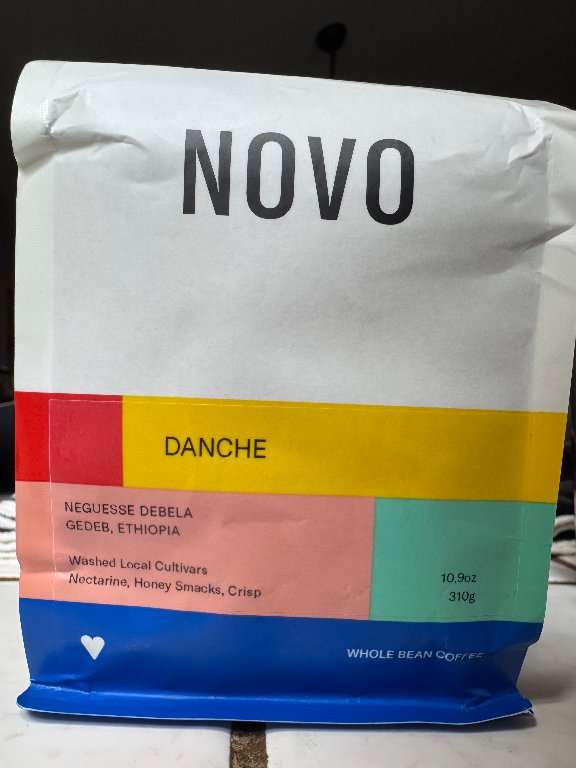 NOVO
DANCHE
NEGUESSE DEBELA
GEDEB, ETHIOPIA
Washed Local Cultivars
Nectarine, Honey Smacks, Crisp
10.9oz
310g
WHOLE BEAN COFFEE